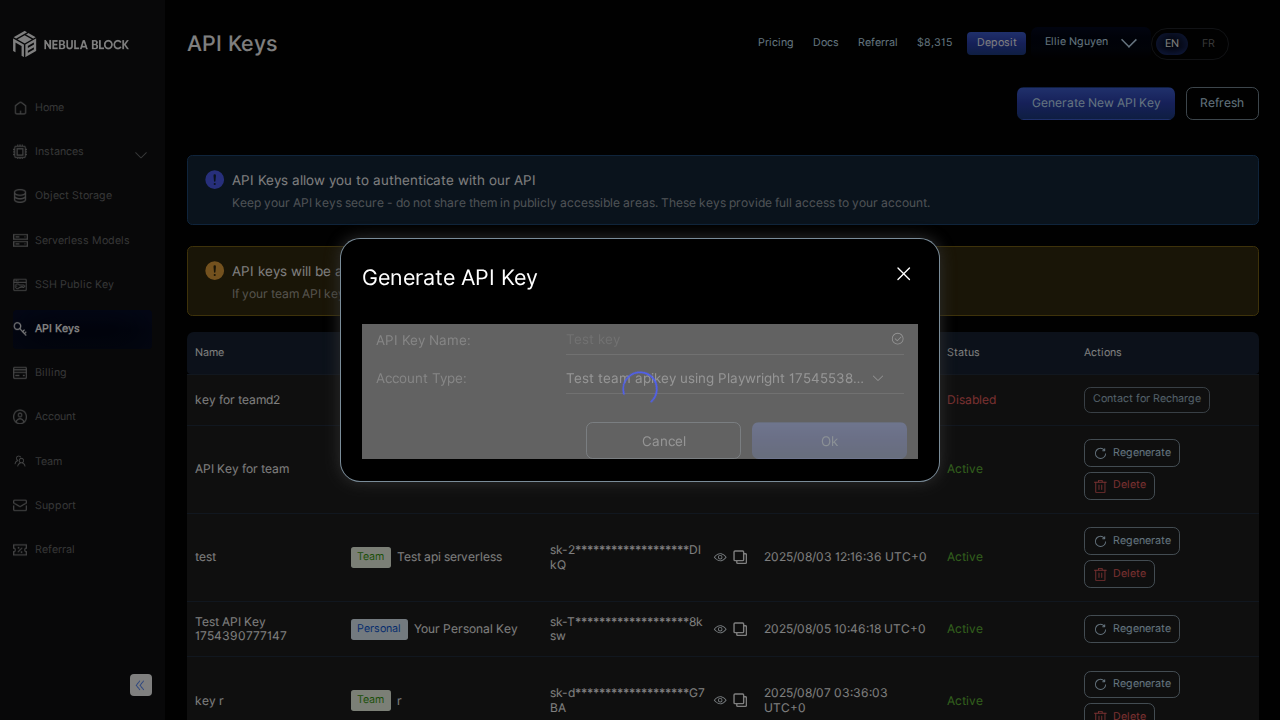 NEBULA BLOCK
API Keys
Pricing
Docs
Referral
$8,315
Deposit
Ellie Nguyen
EN
FR
Home
Instances
Object Storage
Serverless Models
SSH Public Key
API Keys
Billing
Account
Team
Support
Referral
Generate New API Key
Refresh
API Keys allow you to authenticate with our API
Keep your API keys secure - do not share them in publicly accessible areas. These keys provide full access to your account.
API keys will be a
If your team API key
Generate API Key
API Key Name:
Test key
Account Type:
Test team apikey using Playwright 17545538...
Cancel
Ok
Name
Status
Actions
key for teamd2
Disabled
Contact for Recharge
API Key for team
Active
Regenerate
Delete
test
Team
Test api serverless
sk-2*******************DI
kQ
2025/08/03 12:16:36 UTC+0
Active
Regenerate
Delete
Test API Key
1754390777147
Personal
Your Personal Key
sk-T*******************8k
sw
2025/08/05 10:46:18 UTC+0
Active
Regenerate
key r
Team
r
sk-d*******************G7
BA
2025/08/07 03:36:03
UTC+0
Active
Regenerate
Delete